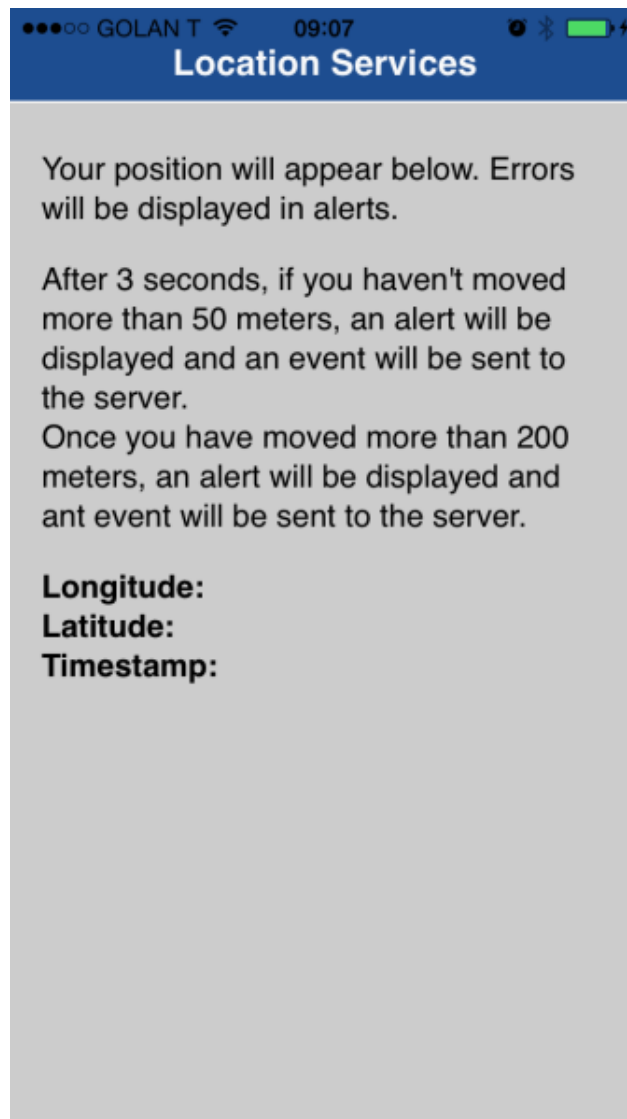 GOLAN T 09:07
Location Services
Your position will appear below. Errors
will be displayed in alerts.
After 3 seconds, if you haven't moved
more than 50 meters, an alert will be
displayed and an event will be sent to
the server.
Once you have moved more than 200
meters, an alert will be displayed and
ant event will be sent to the server.
Longitude:
Latitude:
Timestamp: